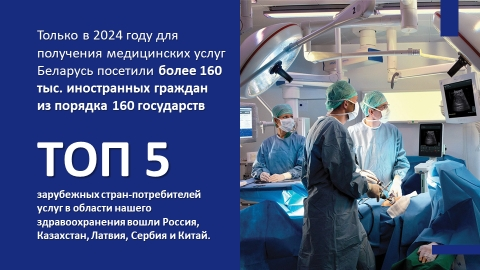 Только в 2024 году для
получения медицинских услуг
Беларусь посетили более 160
тыс. иностранных граждан
из порядка 160 государств
ТОП 5
зарубежных стран-потребителей
услуг в области нашего
здравоохранения вошли Россия,
Казахстан, Латвия, Сербия и Китай.